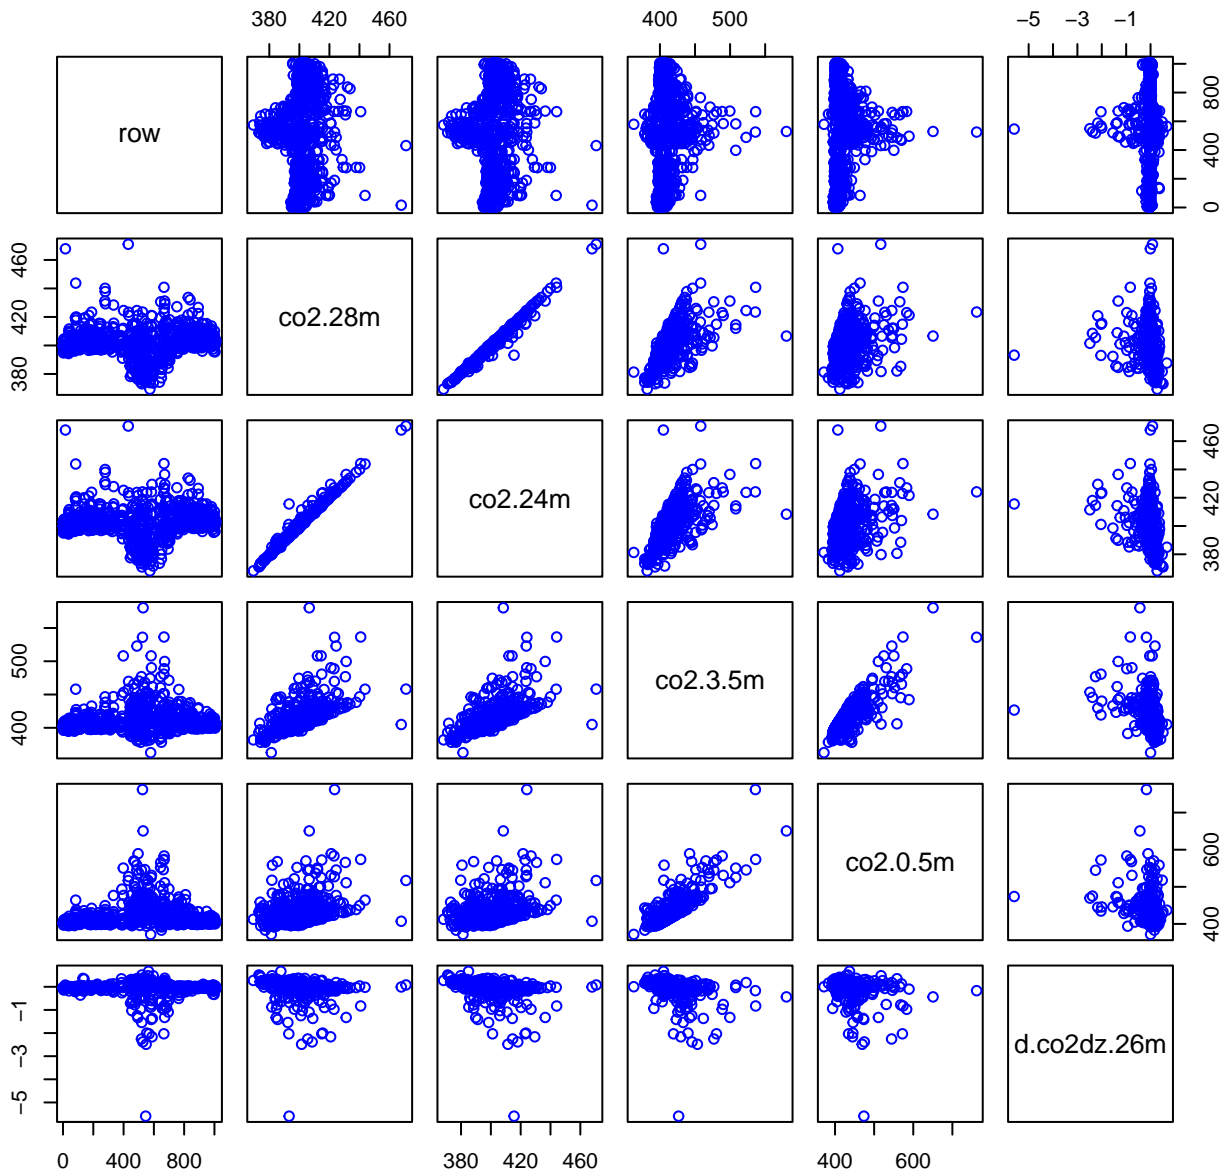 380 420 460 400 500 −5 −3 −1
row 0 400 800
380 420 460 co2.28m
co2.24m 380 420 460
400 500 co2.3.5m
co2.0.5m 400 600
−5 −3 −1 d.co2dz.26m
0 400 800 380 420 460 400 600